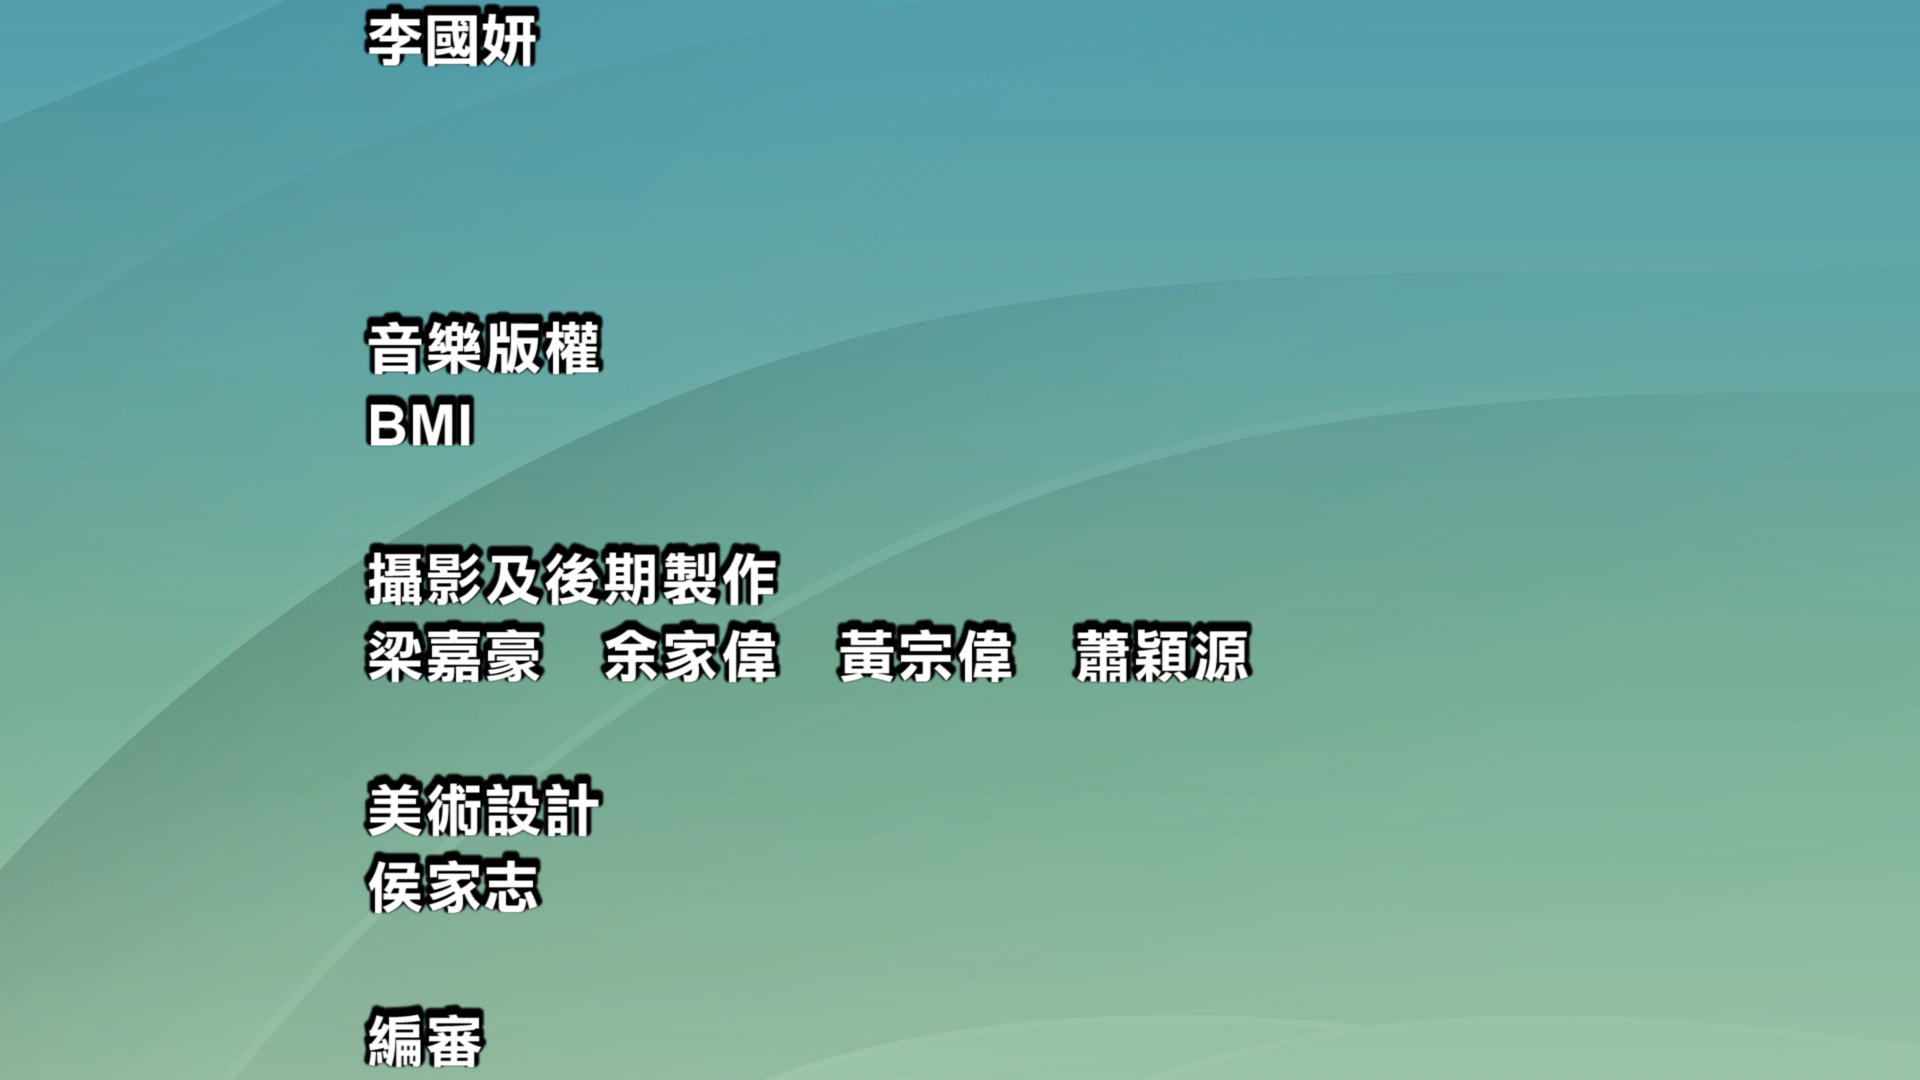 李國妍
音樂版權
BMI
攝影及後期製作
梁嘉豪　余家偉　黃宗偉　蕭穎源
美術設計
侯家志
編審